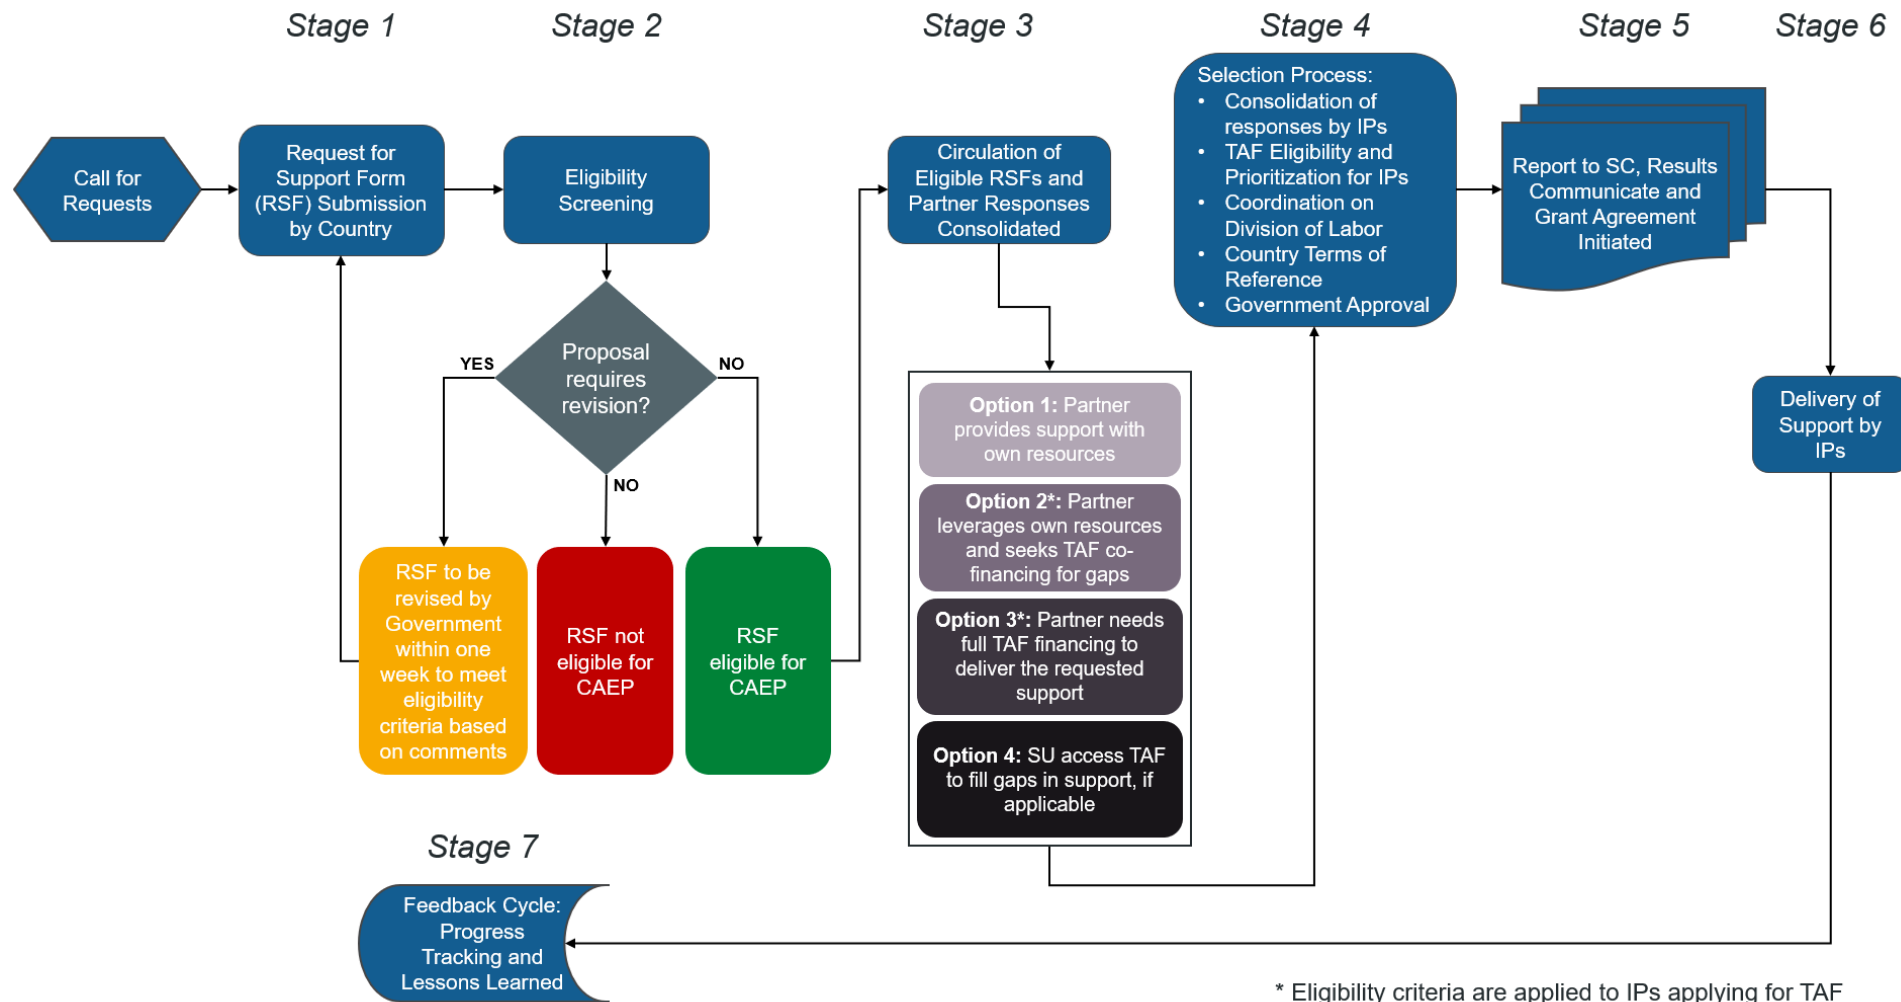 Stage 1
Stage 2
Stage 3
Stage 4
Stage 5
Stage 6
Call for
Requests
Request for
Support Form
(RSF) Submission
by Country
Eligibility
Screening
Proposal
requires
revision?
YES
NO
NO
RSF to be
revised by
Government
within one
week to meet
eligibility
criteria based
on comments
RSF not
eligible for
CAEP
RSF
eligible for
CAEP
Circulation of
Eligible RSFs and
Partner Responses
Consolidated
Option 1: Partner
provides support with
own resources
Option 2*: Partner
leverages own resources
and seeks TAF co-
financing for gaps
Option 3*: Partner needs
full TAF financing to
deliver the requested
support
Option 4: SU access TAF
to fill gaps in support, if
applicable
Selection Process:
• Consolidation of
responses by IPs
• TAF Eligibility and
Prioritization for IPs
• Coordination on
Division of Labor
• Country Terms of
Reference
• Government Approval
Report to SC, Results
Communicate and
Grant Agreement
Initiated
Delivery of
Support by
IPs
Stage 7
Feedback Cycle:
Progress
Tracking and
Lessons Learned
* Eligibility criteria are applied to IPs applying for TAF